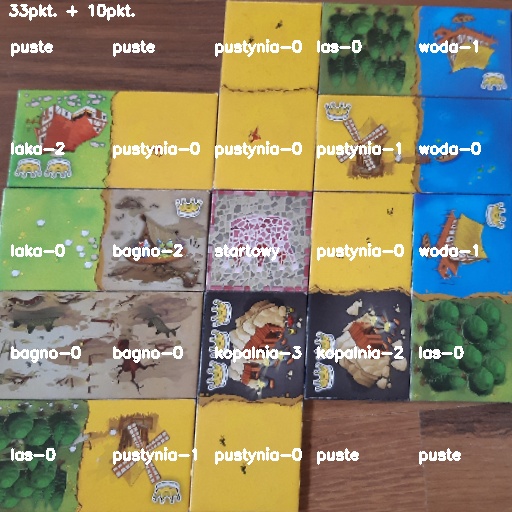 33pkt. + 10pkt.
puste puste pustynia-0 las-0 woda-1
laka-2 pustynia-0 pustynia-0 pustynia-1 woda-0
laka-0 bagno-2 startowy pustynia-0 woda-1
bagno-0 bagno-0 kopalnia-3 kopalnia-2 las-0
las-0 pustynia-1 pustynia-0 puste puste